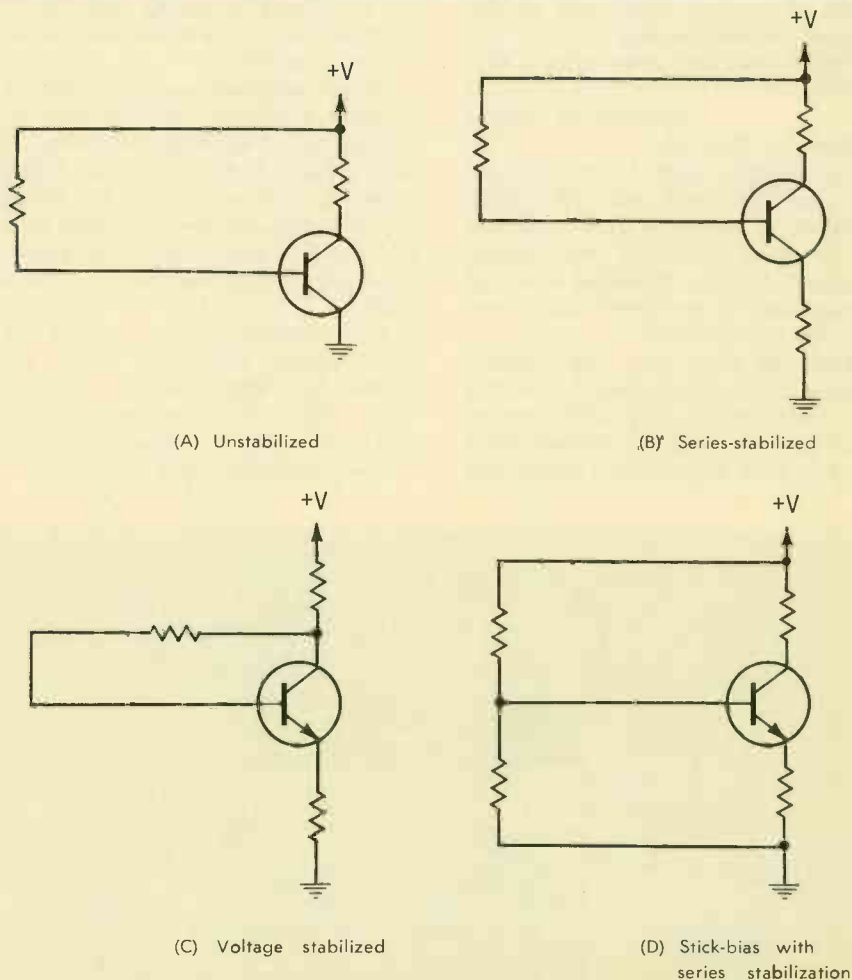 +V
+V
(A) Unstabilized
(B) Series-stabilized
+V
+V
(C) Voltage stabilized
(D) Stick-bias with
series stabilization